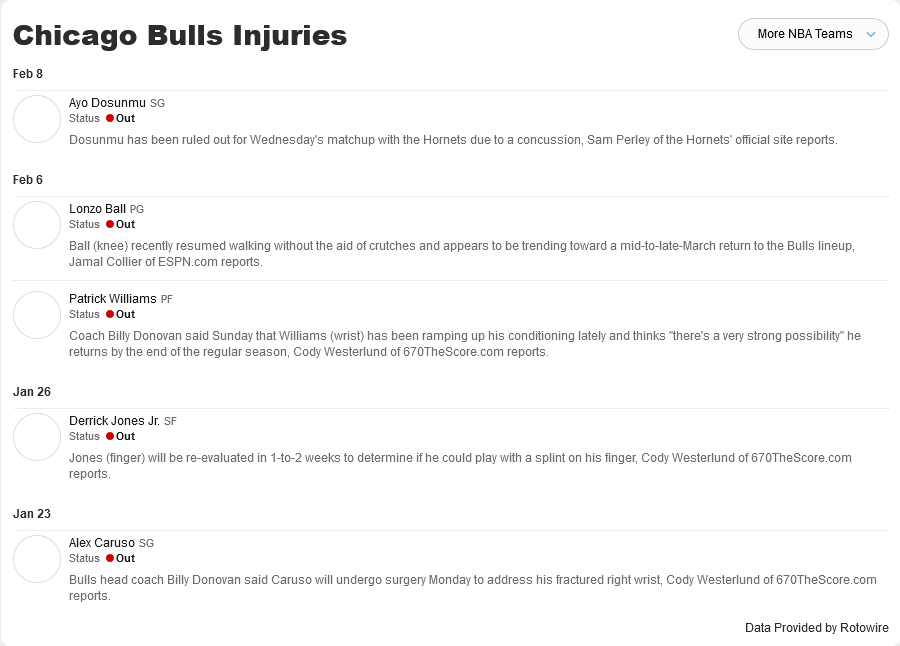 Chicago Bulls Injuries
More NBA Teams
Feb 8
Ayo Dosunmu SG
Status Out
Dosunmu has been ruled out for Wednesday's matchup with the Hornets due to a concussion, Sam Perley of the Hornets' official site reports.
Feb 6
Lonzo Ball PG
Status Out
Ball (knee) recently resumed walking without the aid of crutches and appears to be trending toward a mid-to-late-March return to the Bulls lineup,
Jamal Collier of ESPN.com reports.
Patrick Williams PF
Status Out
Coach Billy Donovan said Sunday that Williams (wrist) has been ramping up his conditioning lately and thinks "there's a very strong possibility" he
returns by the end of the regular season, Cody Westerlund of 670TheScore.com reports.
Jan 26
Derrick Jones Jr. SF
Status Out
Jones (finger) will be re-evaluated in 1-to-2 weeks to determine if he could play with a splint on his finger, Cody Westerlund of 670TheScore.com
reports.
Jan 23
Alex Caruso SG
Status Out
Bulls head coach Billy Donovan said Caruso will undergo surgery Monday to address his fractured right wrist, Cody Westerlund of 670TheScore.com
reports.
Data Provided by Rotowire